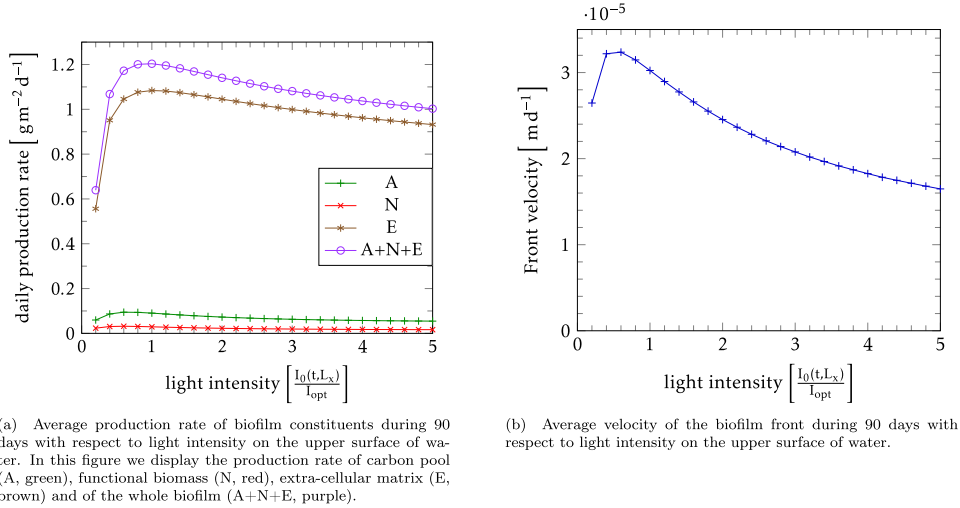 ·10⁻⁵
1.2
1
0.8
0.6
0.4
0.2
0
daily production rate [ g m⁻² d⁻¹ ]
A
N
E
A+N+E
0 1 2 3 4 5
light intensity [ I₀(t,Lₓ) / I_opt ]
3
2
1
0
Front velocity [ m d⁻¹ ]
0 1 2 3 4 5
light intensity [ I₀(t,Lₓ) / I_opt ]
(a) Average production rate of biofilm constituents during 90
days with respect to light intensity on the upper surface of wa-
ter. In this figure we display the production rate of carbon pool
(A, green), functional biomass (N, red), extra-cellular matrix (E,
brown) and of the whole biofilm (A+N+E, purple).
(b) Average velocity of the biofilm front during 90 days with
respect to light intensity on the upper surface of water.